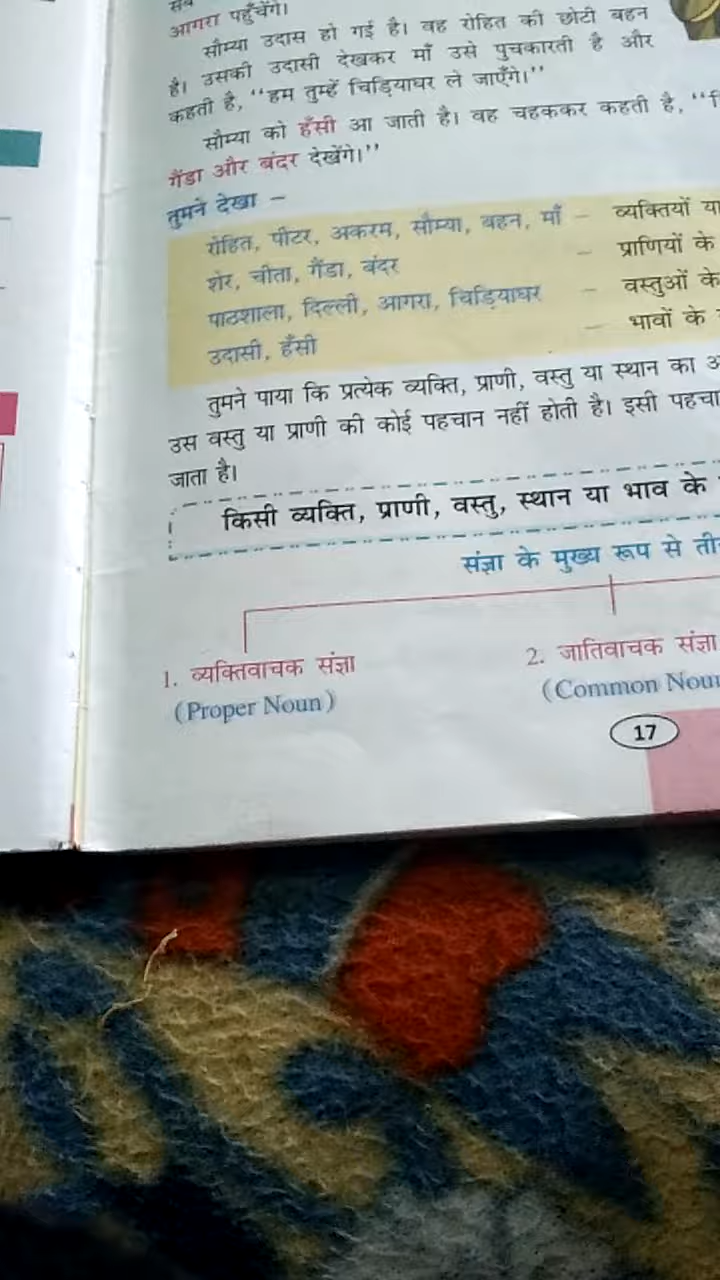 आगरा पहुँचेंगे।
सौम्या उदास हो गई है। वह रोहित की छोटी बहन
है। उसकी उदासी देखकर माँ उसे पुचकारती है और
कहती है, “हम तुम्हें चिड़ियाघर ले जाएँगे।”
सौम्या को हँसी आ जाती है। वह चहककर कहती है, “
गैंडा और बंदर देखेंगे।”
तुमने देखा –
रोहित, पीटर, अकरम, सौम्या, बहन, माँ – व्यक्तियों या
शेर, चीता, गैंडा, बंदर – प्राणियों के
पाठशाला, दिल्ली, आगरा, चिड़ियाघर – वस्तुओं के
उदासी, हँसी – भावों के
तुमने पाया कि प्रत्येक व्यक्ति, प्राणी, वस्तु या स्थान का
उस वस्तु या प्राणी की कोई पहचान नहीं होती है। इसी पहचा
जाता है।
किसी व्यक्ति, प्राणी, वस्तु, स्थान या भाव के
संज्ञा के मुख्य रूप से ती
1. व्यक्तिवाचक संज्ञा 2. जातिवाचक संज्ञा
(Proper Noun) (Common Nou
17